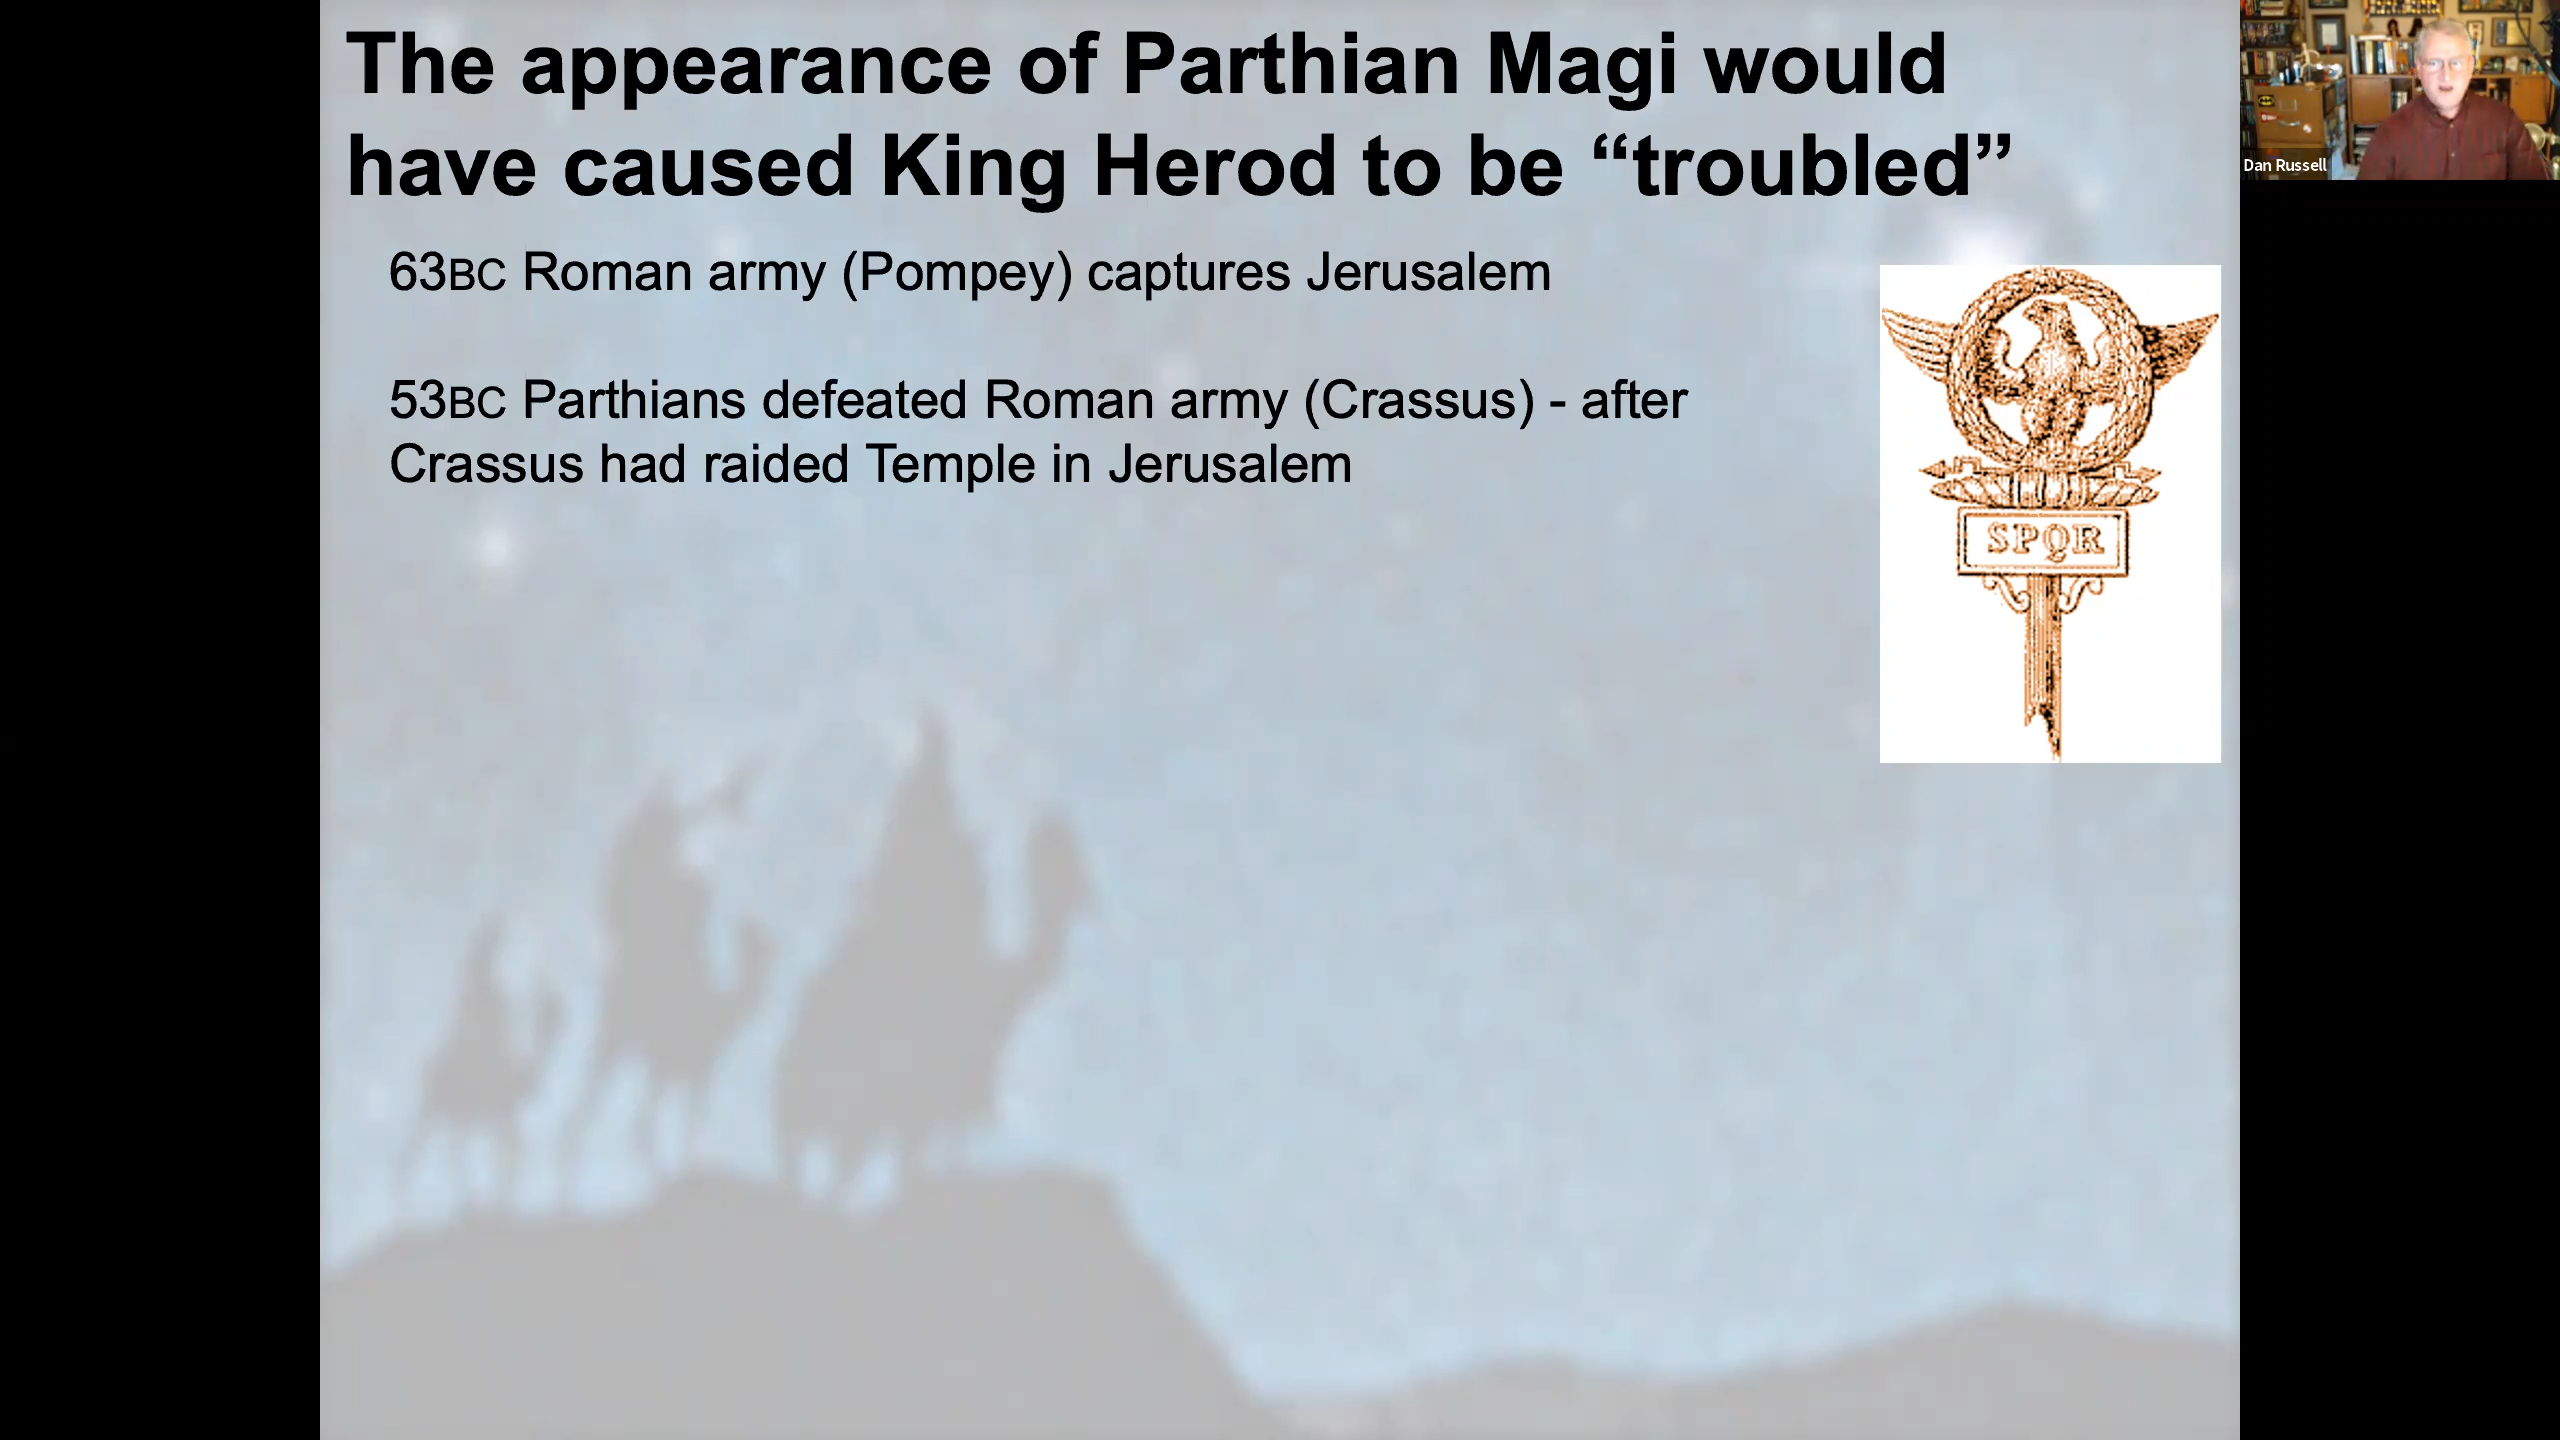 The appearance of Parthian Magi would
have caused King Herod to be “troubled”
63BC Roman army (Pompey) captures Jerusalem
53BC Parthians defeated Roman army (Crassus) - after
Crassus had raided Temple in Jerusalem
SPQR
Dan Russell